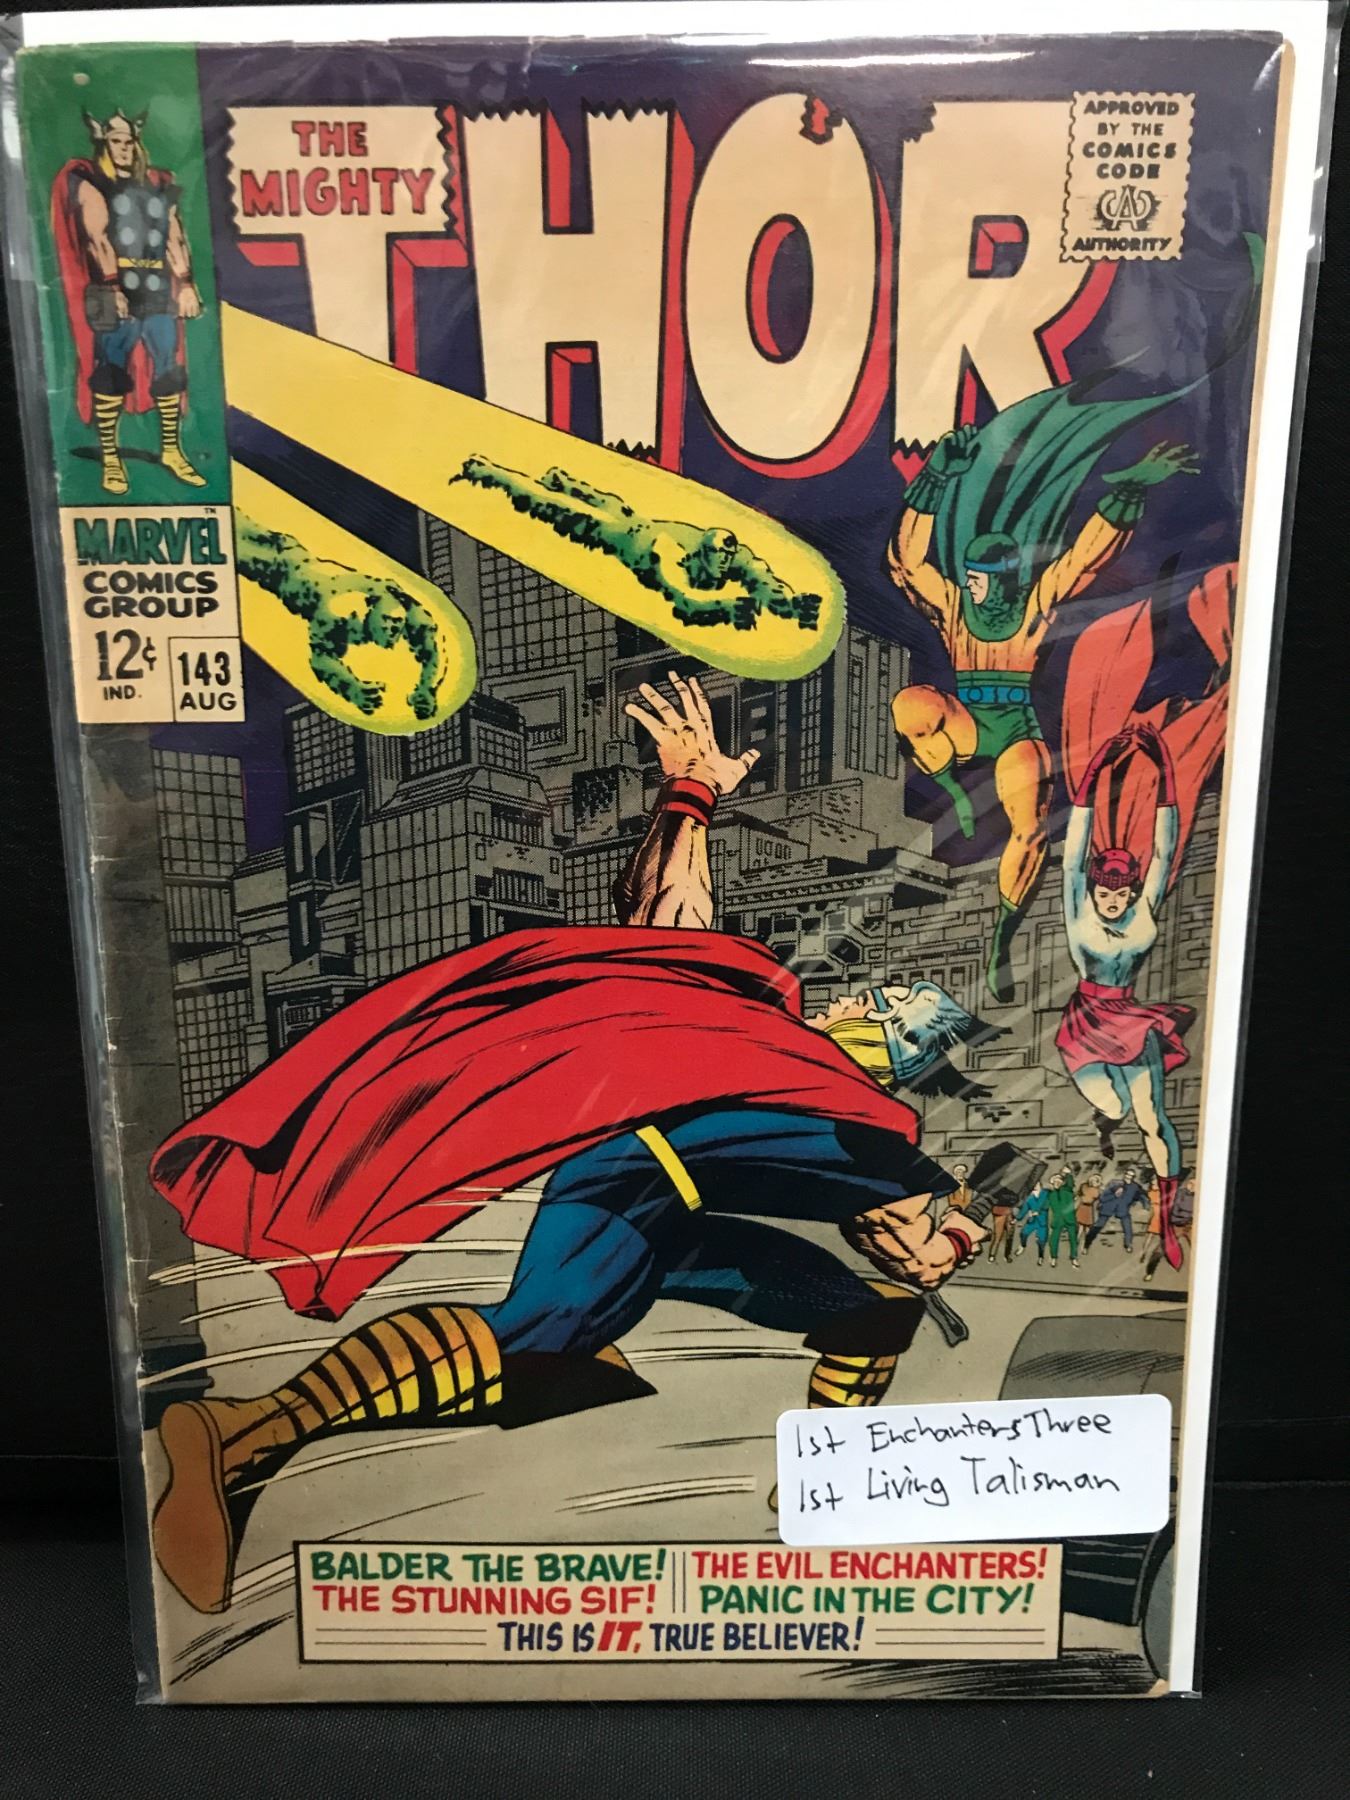 THE
MIGHTY
THOR
APPROVED
BY THE
COMICS
CODE
CA
AUTHORITY
MARVEL TM
COMICS
GROUP
12¢
IND.
143
AUG
1st Enchanters Three
1st Living Talisman
BALDER THE BRAVE! THE EVIL ENCHANTERS!
THE STUNNING SIF! PANIC IN THE CITY!
THIS IS IT, TRUE BELIEVER!